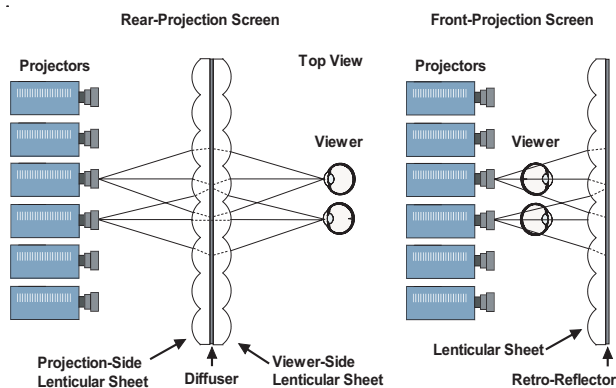 Rear-Projection Screen
Projectors
Top View
Viewer
Projection-Side
Lenticular Sheet
Diffuser
Viewer-Side
Lenticular Sheet
Front-Projection Screen
Projectors
Viewer
Lenticular Sheet
Retro-Reflector